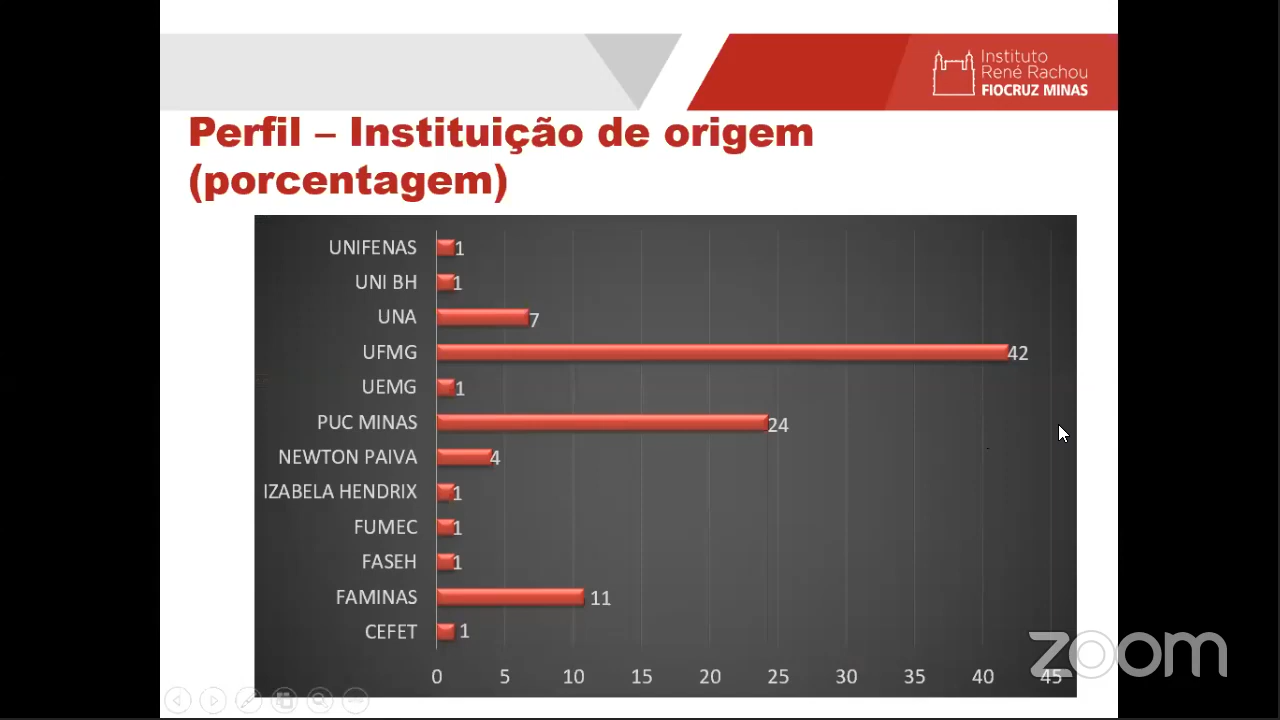 Instituto
René Rachou
FIOCRUZ MINAS
Perfil – Instituição de origem
(porcentagem)
UNIFENAS 1
UNI BH 1
UNA 7
UFMG 42
UEMG 1
PUC MINAS 24
NEWTON PAIVA 4
IZABELA HENDRIX 1
FUMEC 1
FASEH 1
FAMINAS 11
CEFET 1
0 5 10 15 20 25 30 35 40 45
zoom